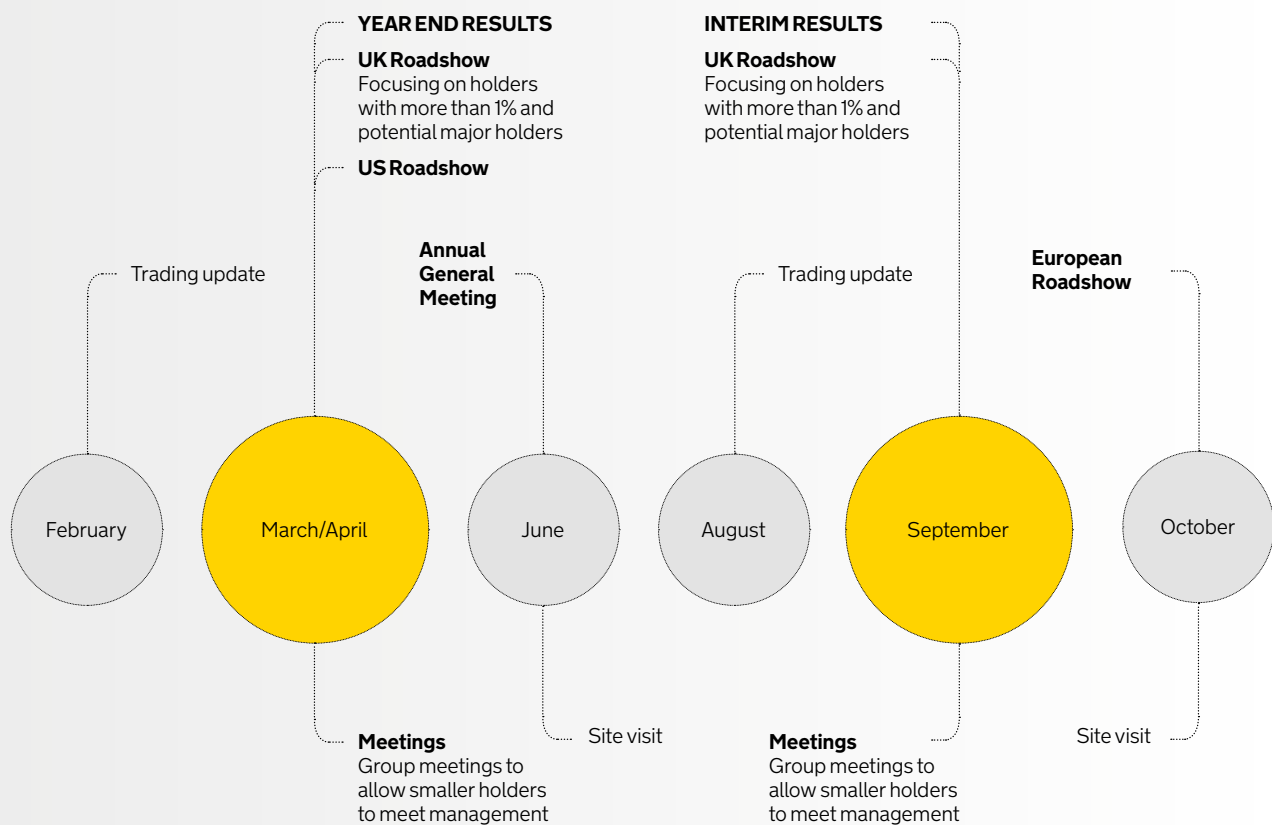 YEAR END RESULTS
UK Roadshow
Focusing on holders
with more than 1% and
potential major holders
US Roadshow
INTERIM RESULTS
UK Roadshow
Focusing on holders
with more than 1% and
potential major holders
Trading update
Annual
General
Meeting
Trading update
European
Roadshow
February
March/April
June
August
September
October
Meetings
Group meetings to
allow smaller holders
to meet management
Site visit
Meetings
Group meetings to
allow smaller holders
to meet management
Site visit